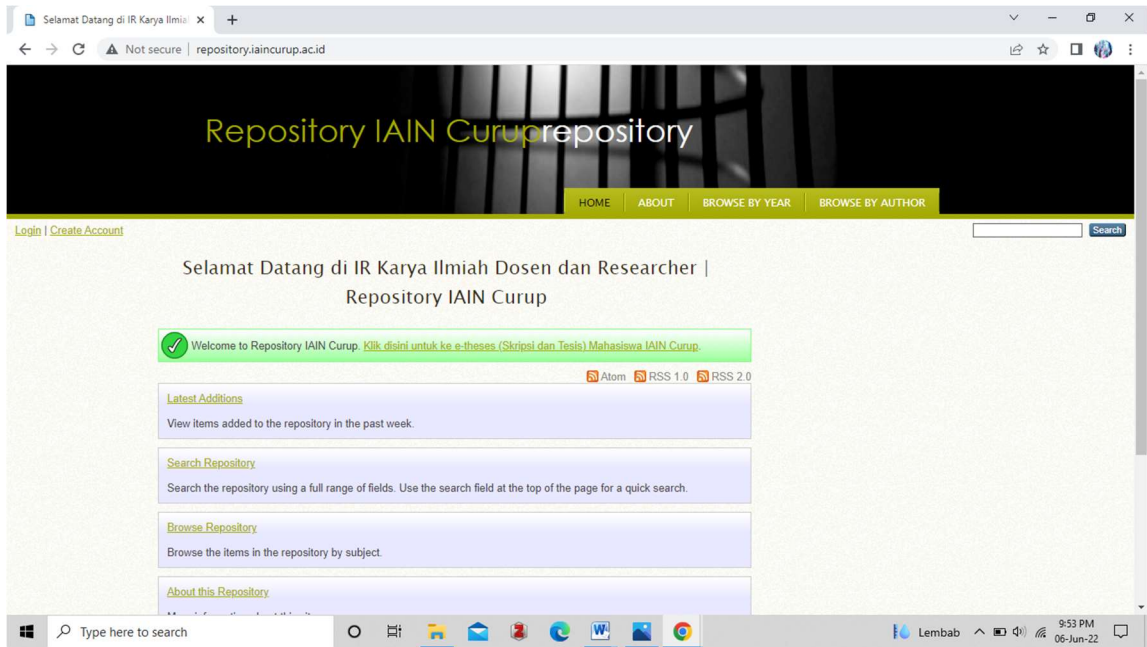 Selamat Datang di IR Karya Ilmia
Not secure | repository.iaincurup.ac.id
Repository IAIN Curuprepository
HOME ABOUT BROWSE BY YEAR BROWSE BY AUTHOR
Login | Create Account Search
Selamat Datang di IR Karya Ilmiah Dosen dan Researcher |
Repository IAIN Curup
Welcome to Repository IAIN Curup. Klik disini untuk ke e-theses (Skripsi dan Tesis) Mahasiswa IAIN Curup.
Atom RSS 1.0 RSS 2.0
Latest Additions
View items added to the repository in the past week.
Search Repository
Search the repository using a full range of fields. Use the search field at the top of the page for a quick search.
Browse Repository
Browse the items in the repository by subject.
About this Repository
Type here to search
Lembab
9:53 PM
06-Jun-22